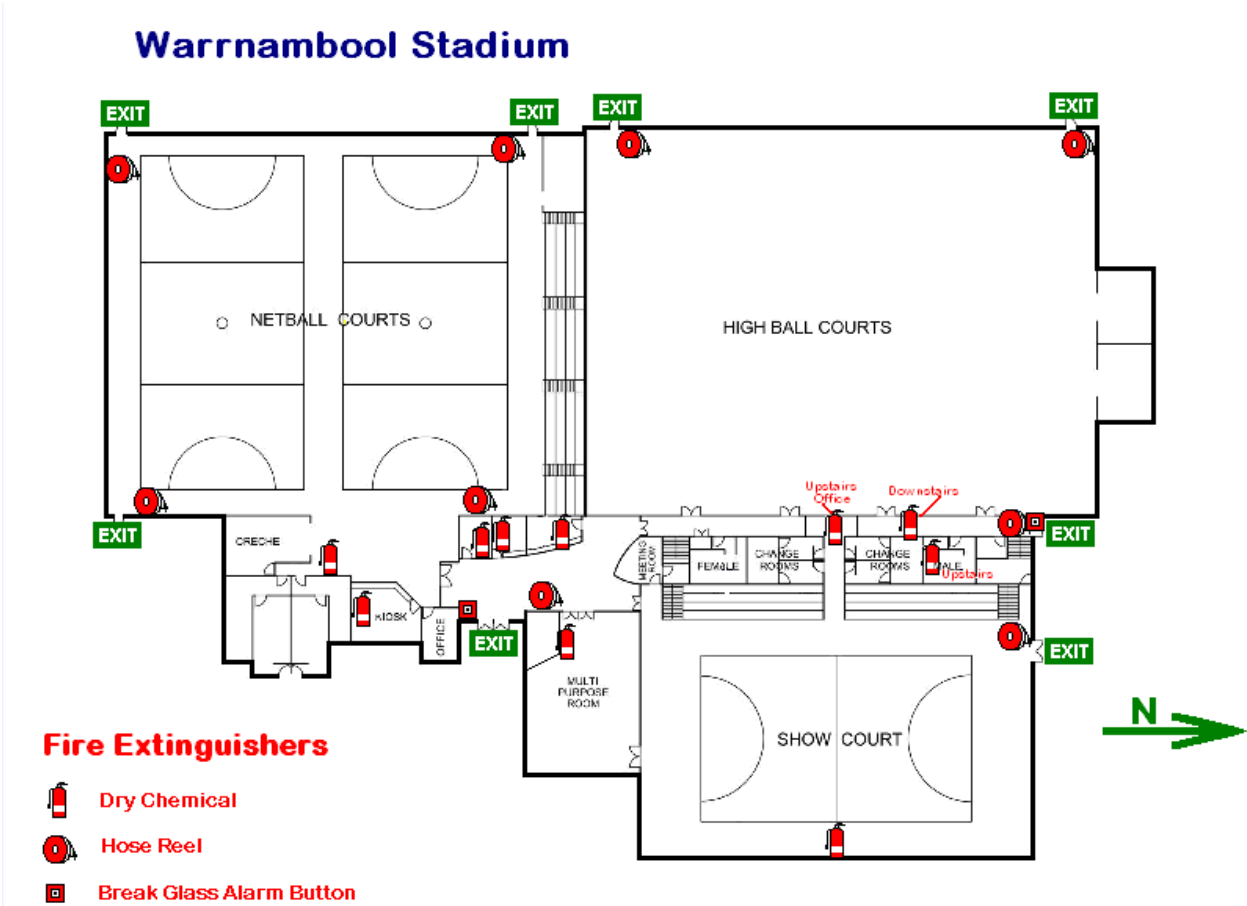 Warrnambool Stadium
EXIT
EXIT
EXIT
EXIT
NETBALL COURTS
HIGH BALL COURTS
Upstairs
Office
Downstairs
EXIT
EXIT
CRECHE
MEETING
ROOM
FEMALE
CHANGE
ROOMS
CHANGE
ROOMS
MALE
Upstairs
KIOSK
OFFICE
EXIT
EXIT
MULTI
PURPOSE
ROOM
SHOW COURT
N
Fire Extinguishers
Dry Chemical
Hose Reel
Break Glass Alarm Button